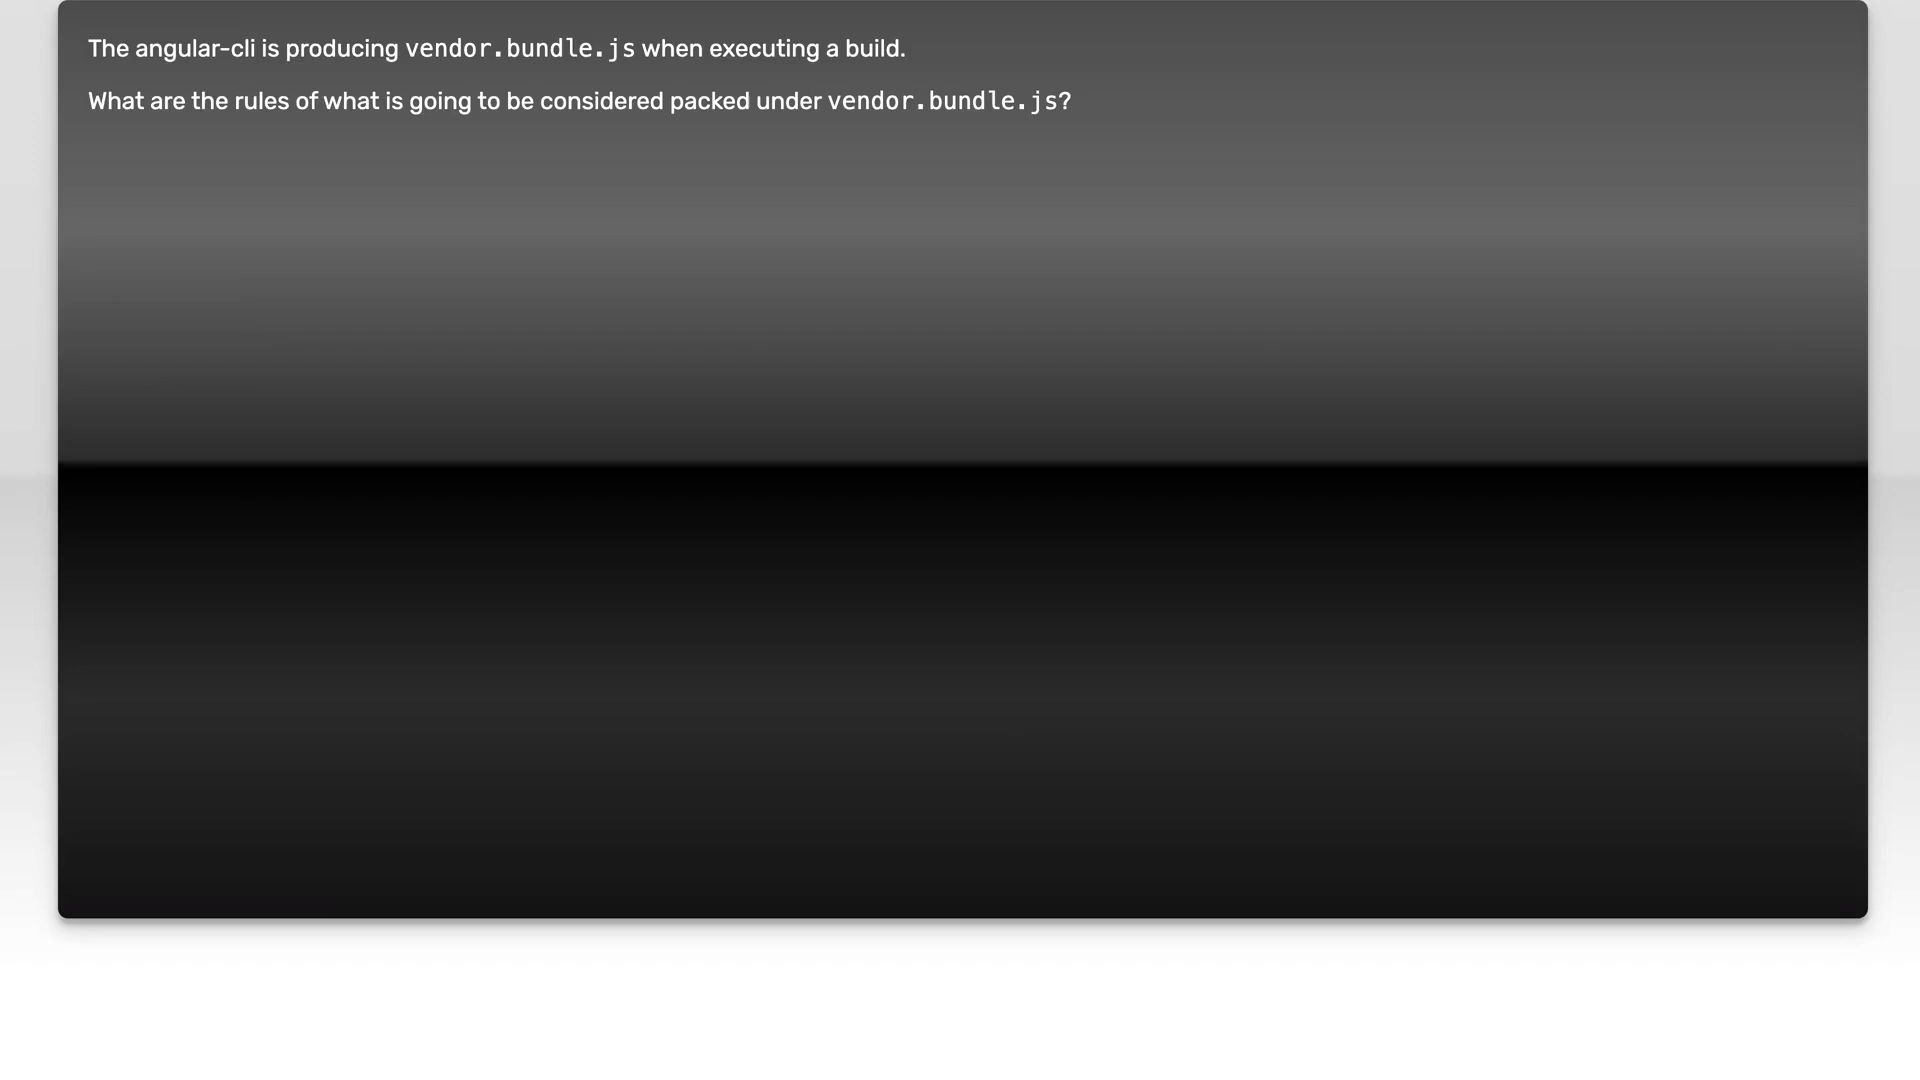 The angular-cli is producing vendor.bundle.js when executing a build.
What are the rules of what is going to be considered packed under vendor.bundle.js?